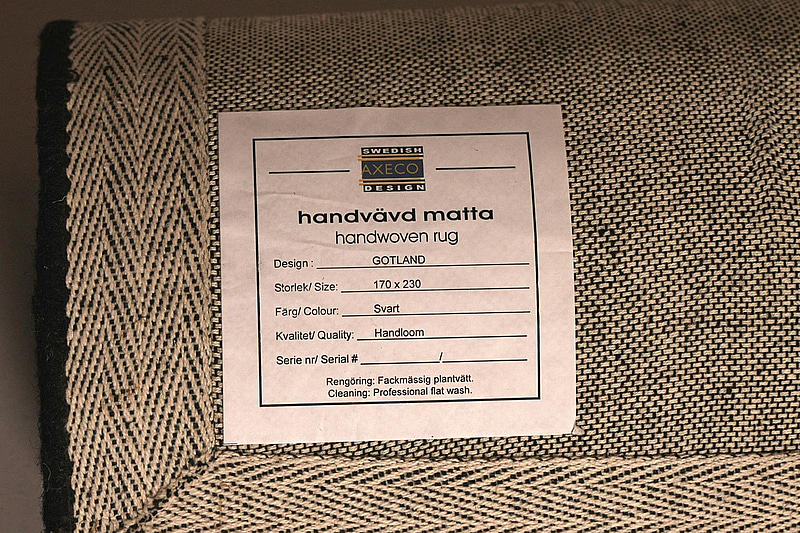 SWEDISH
AXECO
DESIGN
handvävd matta
handwoven rug
Design : GOTLAND
Storlek/ Size: 170 x 230
Färg/ Colour: Svart
Kvalitet/ Quality: Handloom
Serie nr/ Serial # /
Rengöring: Fackmässig plantvätt.
Cleaning: Professional flat wash.